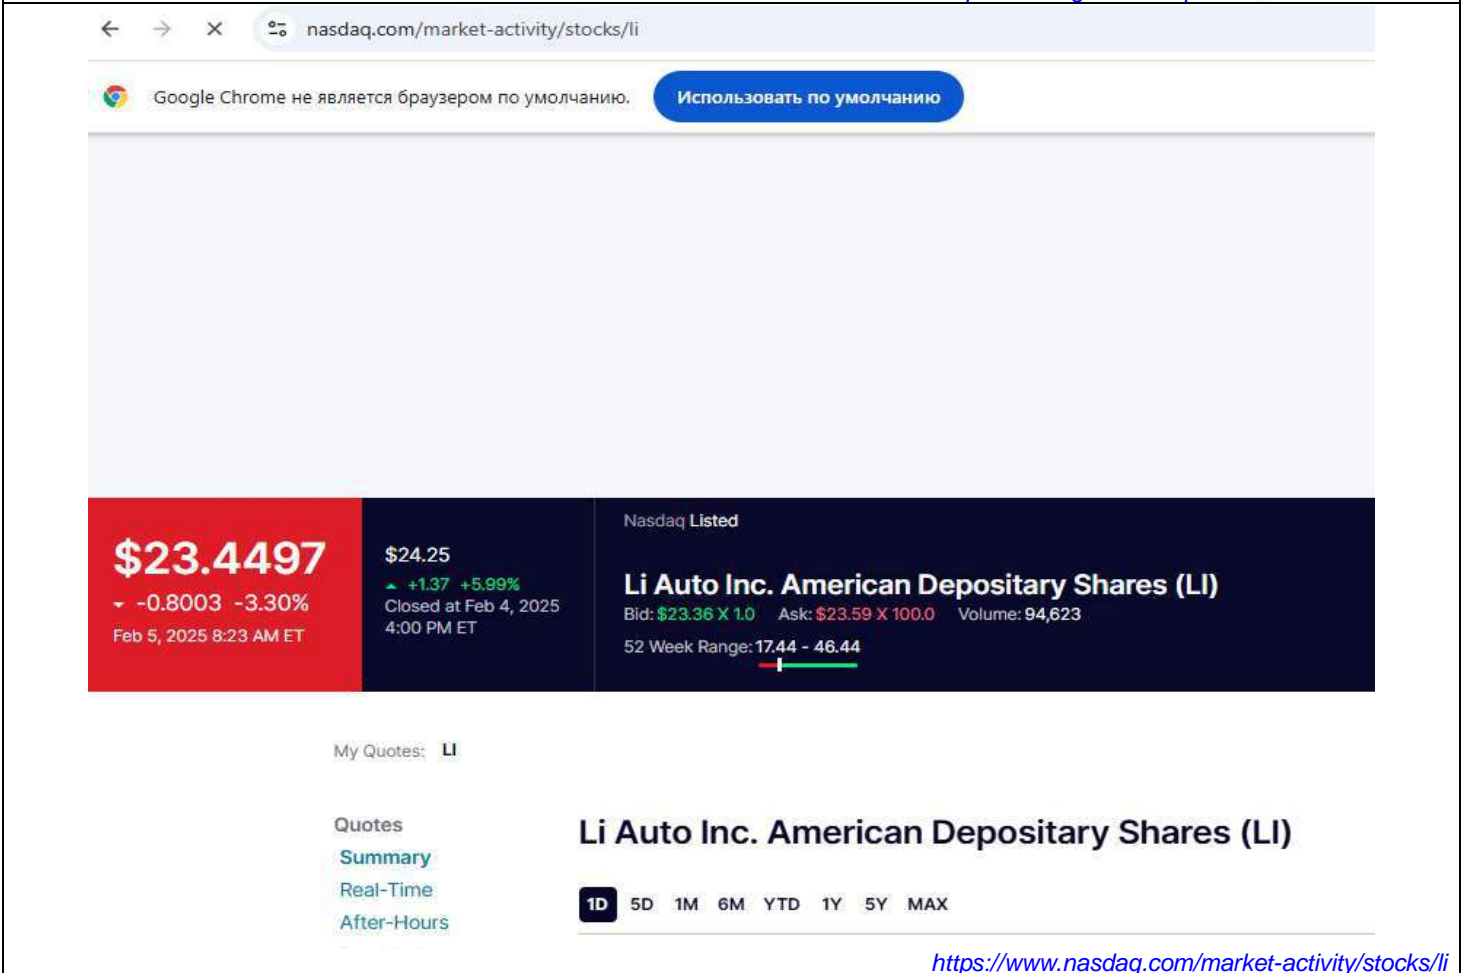 nasdaq.com/market-activity/stocks/li
Google Chrome не является браузером по умолчанию. Использовать по умолчанию
Nasdaq Listed
$23.4497
-0.8003 -3.30%
Feb 5, 2025 8:23 AM ET
$24.25
+1.37 +5.99%
Closed at Feb 4, 2025
4:00 PM ET
Li Auto Inc. American Depositary Shares (LI)
Bid: $23.36 X 1.0 Ask: $23.59 X 100.0 Volume: 94,623
52 Week Range: 17.44 - 46.44
My Quotes: LI
Quotes
Summary
Real-Time
After-Hours
Li Auto Inc. American Depositary Shares (LI)
1D 5D 1M 6M YTD 1Y 5Y MAX
https://www.nasdaq.com/market-activity/stocks/li